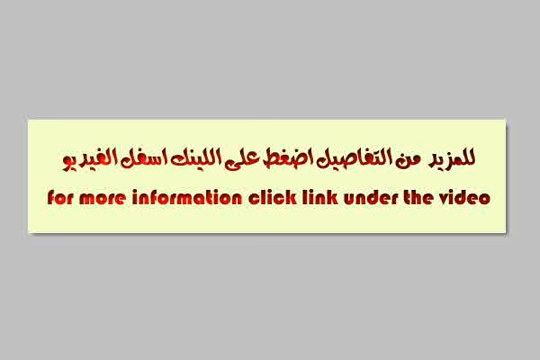 للمزيد من التفاصيل اضغط على اللينك اسفل الفيديو
for more information click link under the video